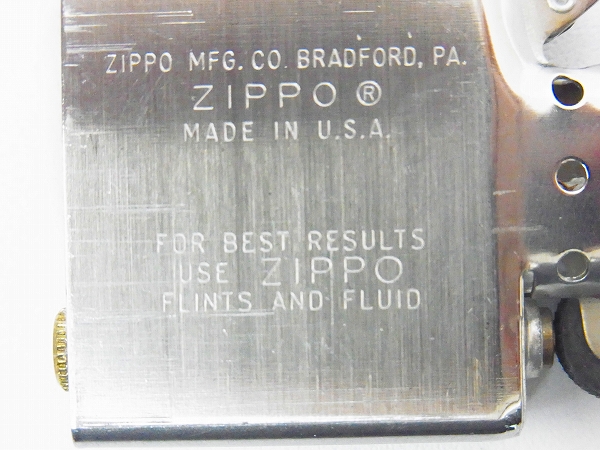 ZIPPO MFG. CO. BRADFORD, PA.
ZIPPO ®
MADE IN U.S.A.
FOR BEST RESULTS
USE ZIPPO
FLINTS AND FLUID